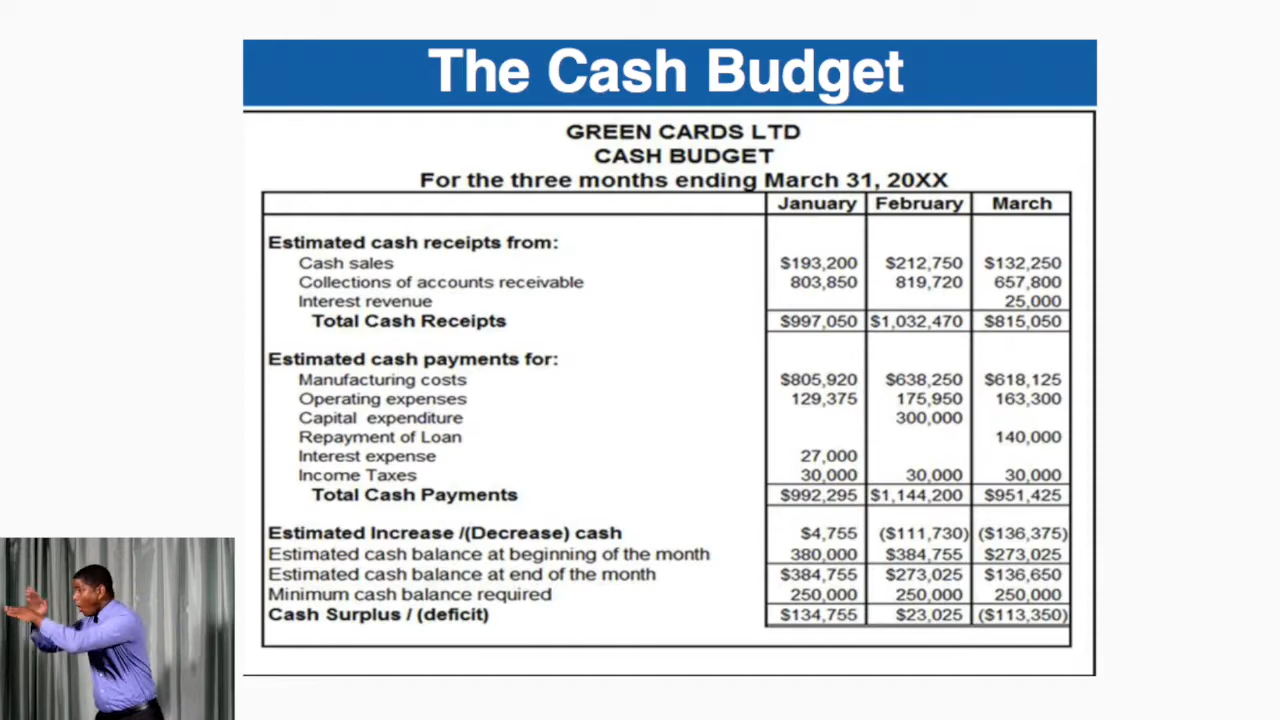 The Cash Budget
GREEN CARDS LTD
CASH BUDGET
For the three months ending March 31, 20XX
January February March
Estimated cash receipts from:
Cash sales $193,200 $212,750 $132,250
Collections of accounts receivable 803,850 819,720 657,800
Interest revenue 25,000
Total Cash Receipts $997,050 $1,032,470 $815,050
Estimated cash payments for:
Manufacturing costs $805,920 $638,250 $618,125
Operating expenses 129,375 175,950 163,300
Capital expenditure 300,000
Repayment of Loan 140,000
Interest expense 27,000
Income Taxes 30,000 30,000 30,000
Total Cash Payments $992,295 $1,144,200 $951,425
Estimated Increase /(Decrease) cash $4,755 ($111,730) ($136,375)
Estimated cash balance at beginning of the month 380,000 $384,755 $273,025
Estimated cash balance at end of the month $384,755 $273,025 $136,650
Minimum cash balance required 250,000 250,000 250,000
Cash Surplus / (deficit) $134,755 $23,025 ($113,350)